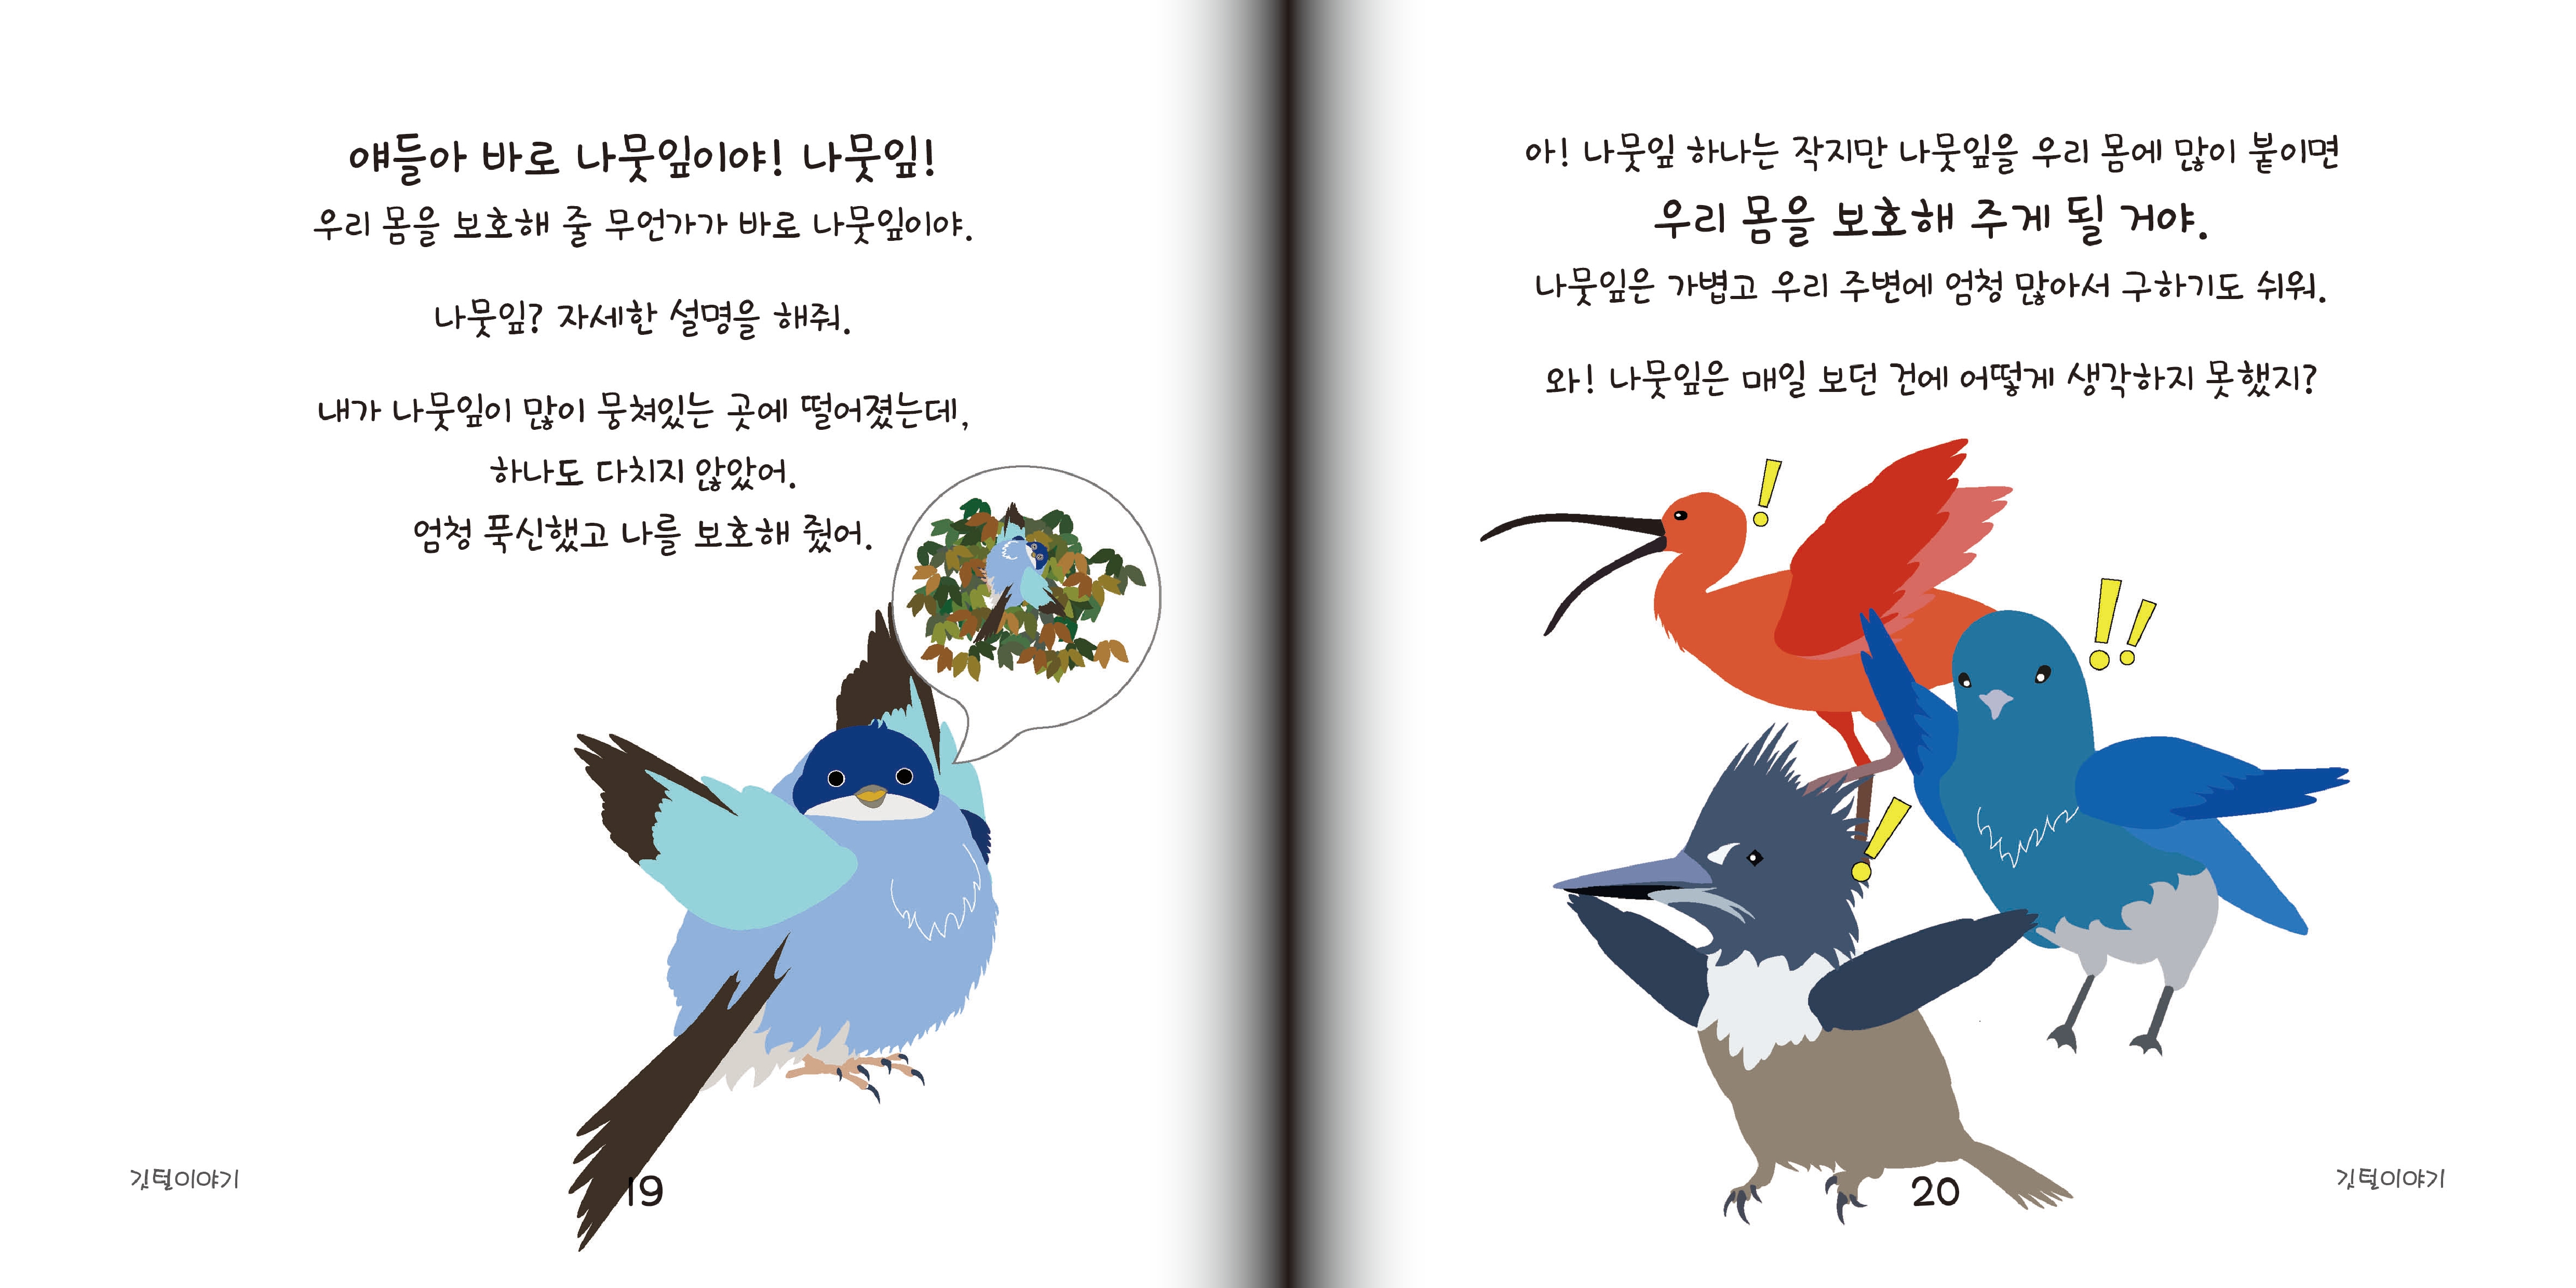 얘들아 바로 나뭇잎이야! 나뭇잎!
우리 몸을 보호해 줄 무언가가 바로 나뭇잎이야.
나뭇잎? 자세한 설명을 해줘.
내가 나뭇잎이 많이 뭉쳐있는 곳에 떨어졌는데,
하나도 다치지 않았어.
엄청 푹신했고 나를 보호해 줬어.
깃털이야기
19
아! 나뭇잎 하나는 작지만 나뭇잎을 우리 몸에 많이 붙이면
우리 몸을 보호해 주게 될 거야.
나뭇잎은 가볍고 우리 주변에 엄청 많아서 구하기도 쉬워.
와! 나뭇잎은 매일 보던 건데 어떻게 생각하지 못했지?
20
깃털이야기